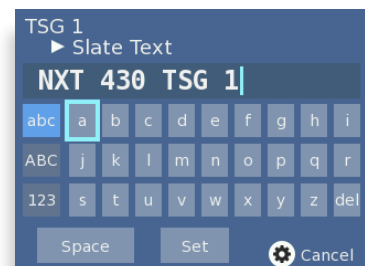 TSG 1
Slate Text
NXT 430 TSG 1
abc a b c d e f g h i
ABC j k l m n o p q r
123 s t u v w x y z del
Space Set Cancel